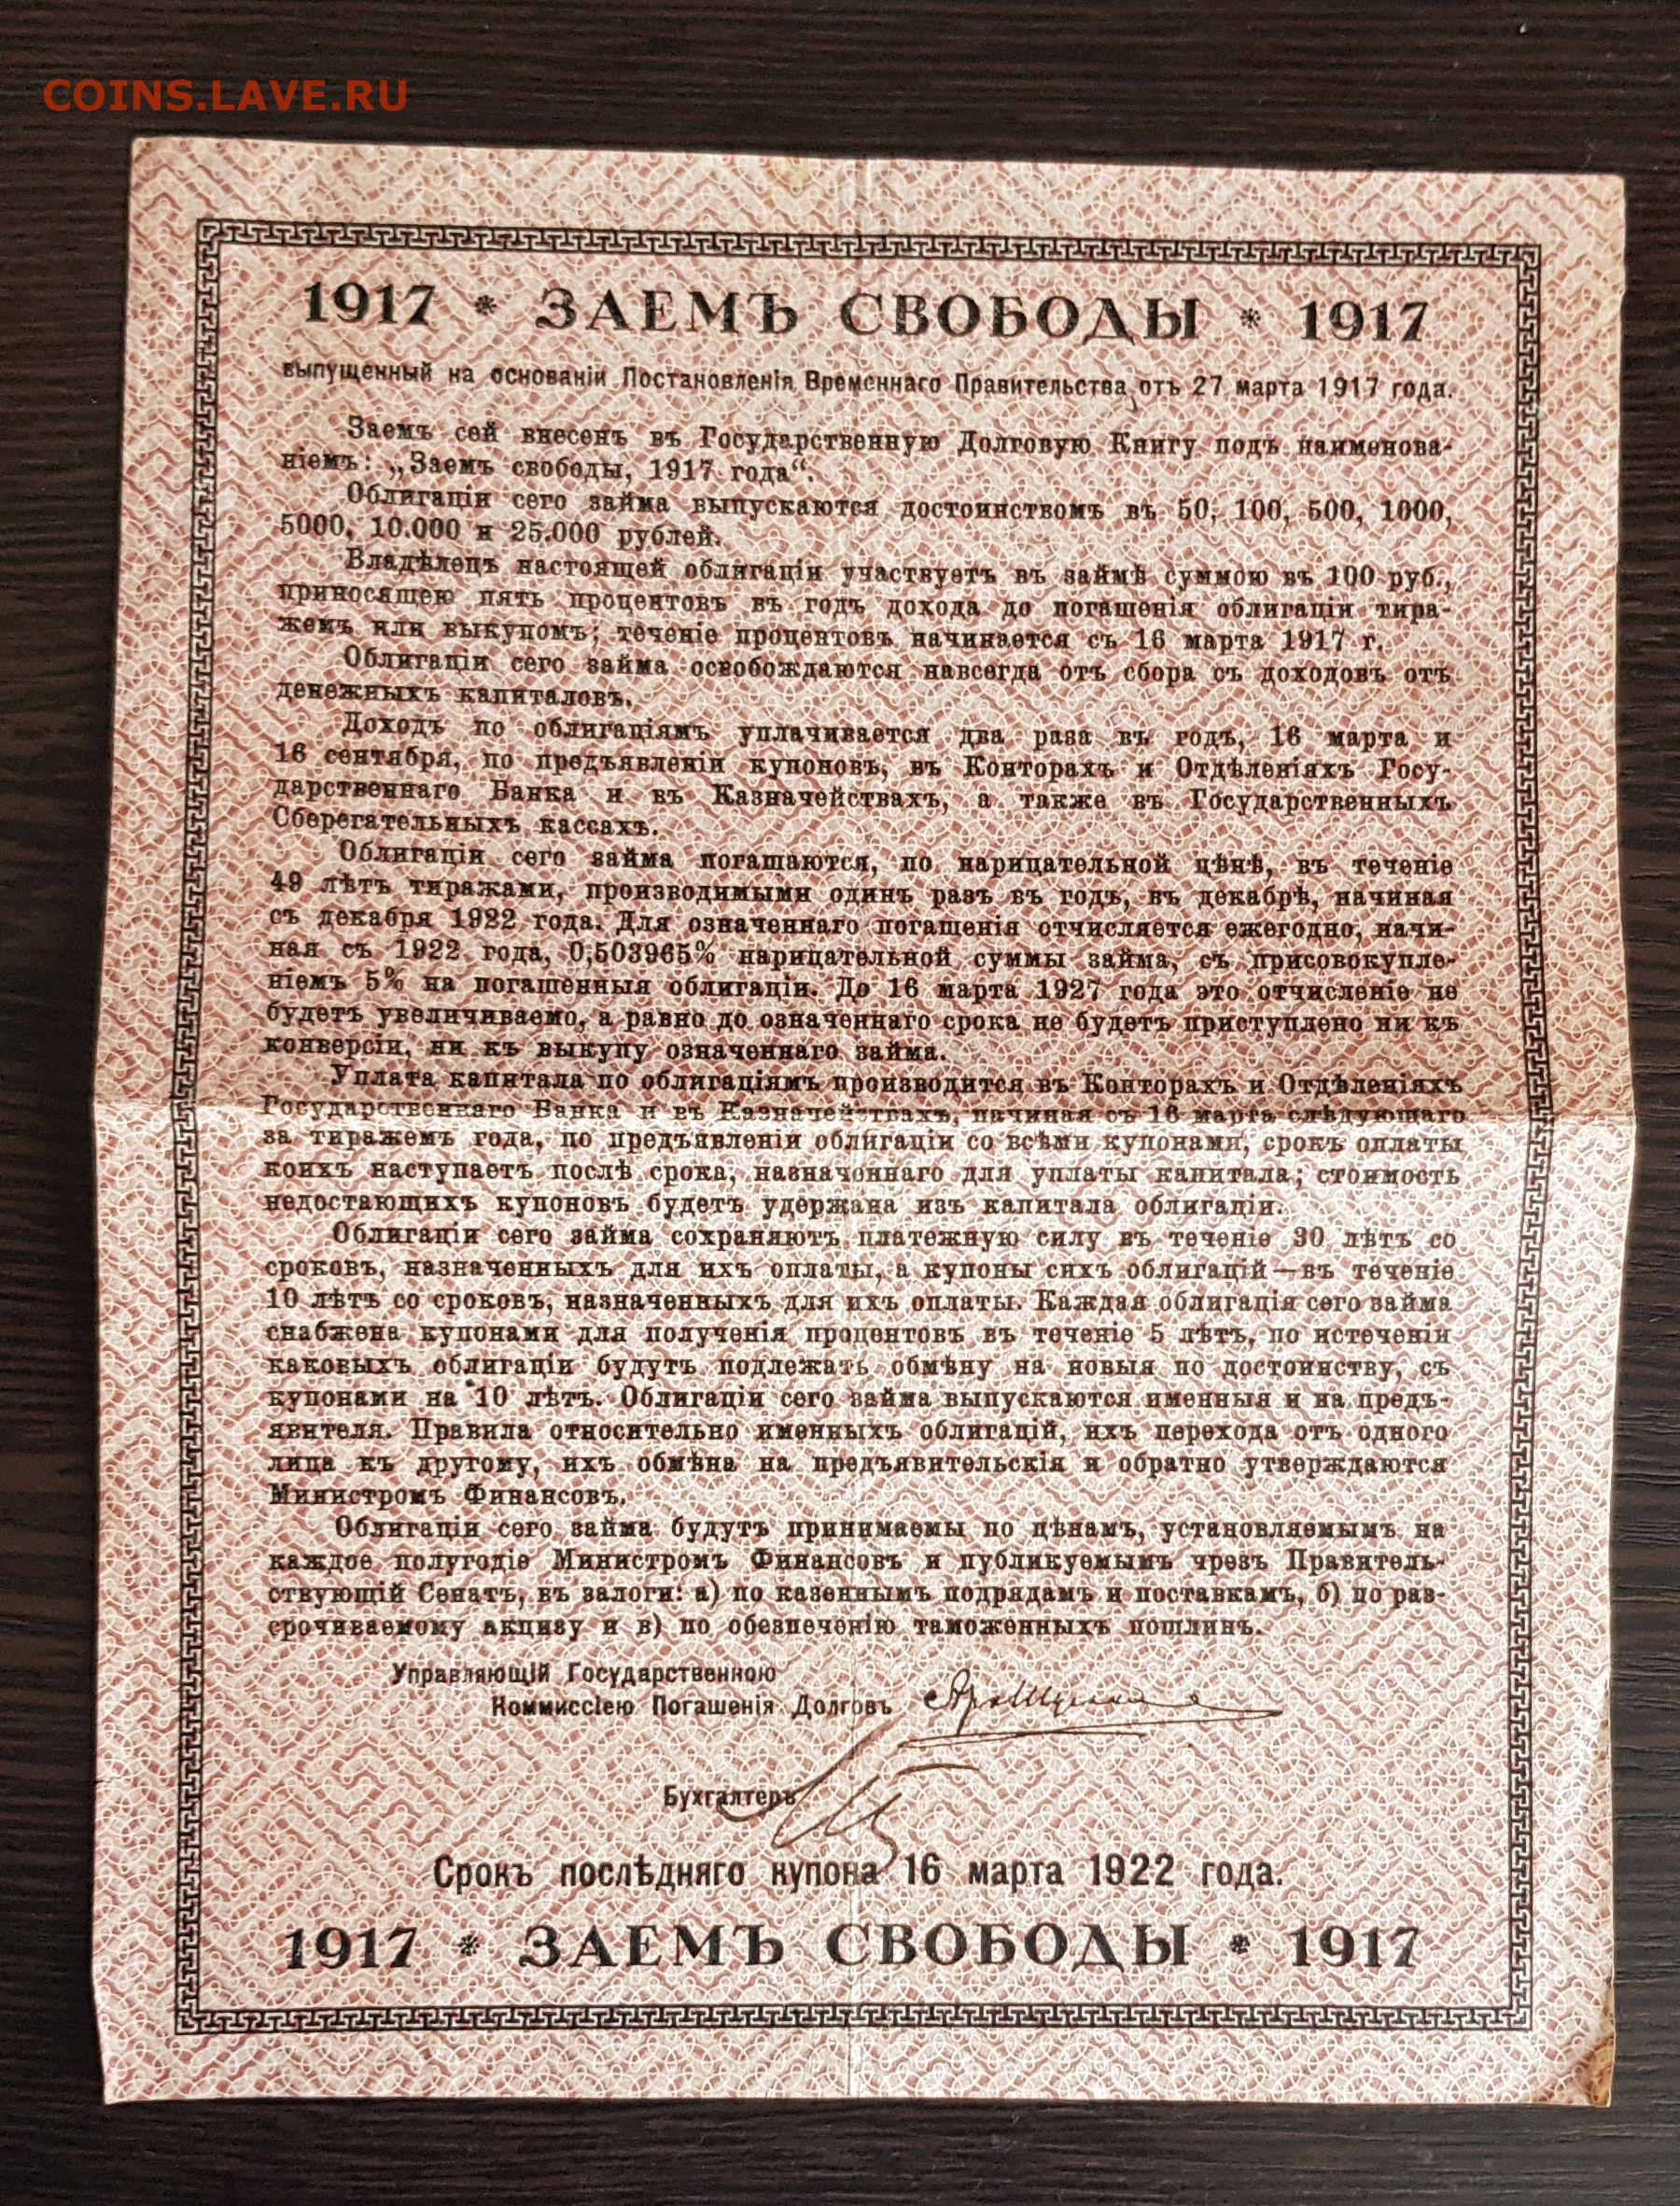 COINS.LAVE.RU
1917 * ЗАЕМЪ СВОБОДЫ * 1917
выпущенный на основаніи Постановленія Временнаго Правительства отъ 27 марта 1917 года.
Заемъ сей внесенъ въ Государственную Долговую Книгу подъ наименова-
ніемъ: „Заемъ свободы, 1917 года“.
Облигаціи сего займа выпускаются достоинствомъ въ 50, 100, 500, 1000,
5000, 10.000 и 25.000 рублей.
Владѣлецъ настоящей облигаціи участвуетъ въ займѣ суммою въ 100 руб.,
приносящею пять процентовъ въ годъ дохода до погашенія облигаціи тира-
жемъ или выкупомъ; теченіе процентовъ начинается съ 16 марта 1917 г.
Облигаціи сего займа освобождаются навсегда отъ сбора съ доходовъ отъ
денежныхъ капиталовъ.
Доходъ по облигаціямъ уплачивается два раза въ годъ, 16 марта и
16 сентября, по предъявленіи купоновъ, въ Конторахъ и Отдѣленіяхъ Госу-
дарственнаго Банка и въ Казначействахъ, а также въ Государственныхъ
Сберегательныхъ кассахъ.
Облигаціи сего займа погашаются, по нарицательной цѣнѣ, въ теченіе
49 лѣтъ тиражами, производимыми одинъ разъ въ годъ, въ декабрѣ, начиная
съ декабря 1922 года. Для означеннаго погашенія отчисляется ежегодно, начи-
ная съ 1922 года, 0,503965% нарицательной суммы займа, съ присовокупле-
ніемъ 5% на погашенныя облигаціи. До 16 марта 1927 года это отчисленіе не
будетъ увеличиваемо, а равно до означеннаго срока не будетъ приступлено ни къ
конверсіи, ни къ выкупу означеннаго займа.
Уплата капитала по облигаціямъ производится въ Конторахъ и Отдѣленіяхъ
Государственнаго Банка и въ Казначействахъ, начиная съ 16 марта слѣдующаго
за тиражемъ года, по предъявленіи облигаціи со всѣми купонами, срокъ оплаты
коихъ наступаетъ послѣ срока, назначеннаго для уплаты капитала; стоимость
недостающихъ купоновъ будетъ удержана изъ капитала облигаціи.
Облигаціи сего займа сохраняютъ платежную силу въ теченіе 30 лѣтъ со
сроковъ, назначенныхъ для ихъ оплаты, а купоны сихъ облигацій—въ теченіе
10 лѣтъ со сроковъ, назначенныхъ для ихъ оплаты. Каждая облигація сего займа
снабжена купонами для полученія процентовъ въ теченіе 5 лѣтъ, по истеченіи
каковыхъ облигаціи будутъ подлежать обмѣну на новыя по достоинству, съ
купонами на 10 лѣтъ. Облигаціи сего займа выпускаются именныя и на предъ-
явителя. Правила относительно именныхъ облигацій, ихъ перехода отъ одного
лица къ другому, ихъ обмѣна на предъявительскія и обратно утверждаются
Министромъ Финансовъ.
Облигаціи сего займа будутъ принимаемы по цѣнамъ, установляемымъ на
каждое полугодіе Министромъ Финансовъ и публикуемымъ чрезъ Правитель-
ствующій Сенатъ, въ залоги: а) по казеннымъ подрядамъ и поставкамъ, б) по раз-
срочиваемому акцизу и в) по обезпеченію таможенныхъ пошлинъ.
Управляющій Государственною
Коммиссіею Погашенія Долговъ
Бухгалтеръ
Срокъ послѣдняго купона 16 марта 1922 года.
1917 * ЗАЕМЪ СВОБОДЫ * 1917